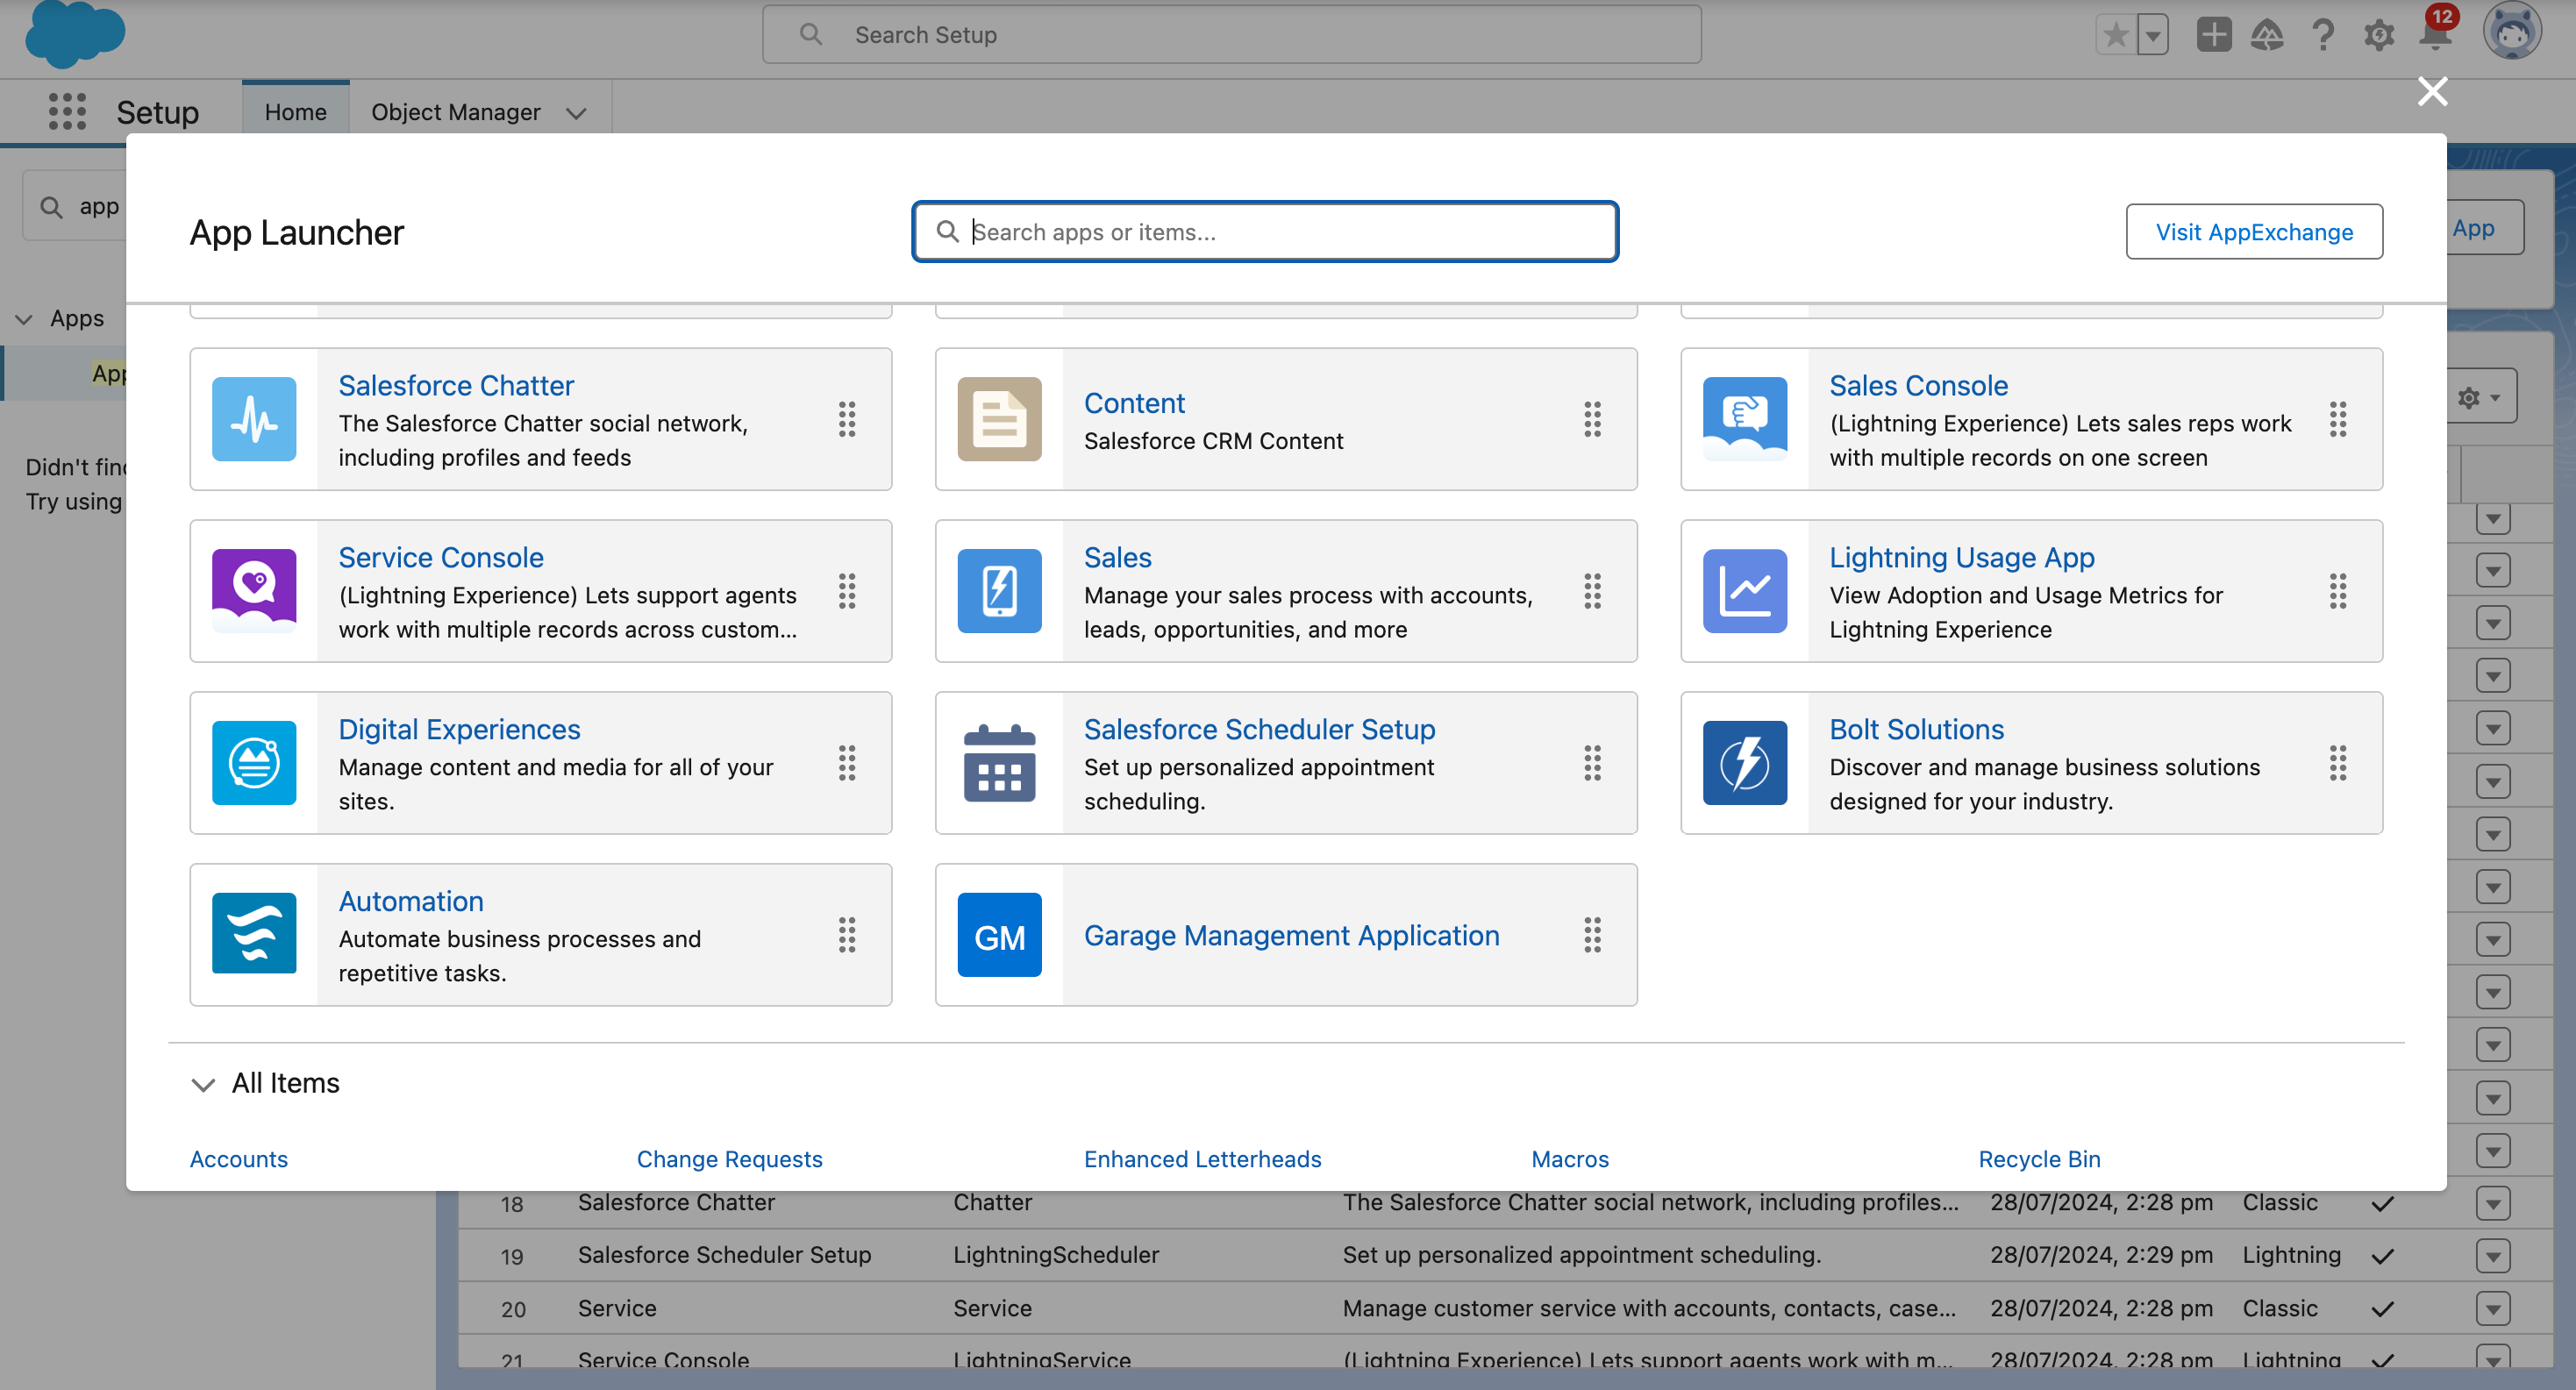 Search Setup
12
Setup
Home
Object Manager
app
App Launcher
Search apps or items...
Visit AppExchange
App
Apps
App
Didn't find
Try using
Salesforce Chatter
The Salesforce Chatter social network,
including profiles and feeds
Content
Salesforce CRM Content
Sales Console
(Lightning Experience) Lets sales reps work
with multiple records on one screen
Service Console
(Lightning Experience) Lets support agents
work with multiple records across custom...
Sales
Manage your sales process with accounts,
leads, opportunities, and more
Lightning Usage App
View Adoption and Usage Metrics for
Lightning Experience
Digital Experiences
Manage content and media for all of your
sites.
Salesforce Scheduler Setup
Set up personalized appointment
scheduling.
Bolt Solutions
Discover and manage business solutions
designed for your industry.
Automation
Automate business processes and
repetitive tasks.
GM
Garage Management Application
All Items
Accounts Change Requests Enhanced Letterheads Macros Recycle Bin
18 Salesforce Chatter Chatter The Salesforce Chatter social network, including profiles... 28/07/2024, 2:28 pm Classic
19 Salesforce Scheduler Setup LightningScheduler Set up personalized appointment scheduling. 28/07/2024, 2:29 pm Lightning
20 Service Service Manage customer service with accounts, contacts, case... 28/07/2024, 2:28 pm Classic
21 Service Console LightningService (Lightning Experience) Lets support agents work with m... 28/07/2024, 2:28 pm Lightning